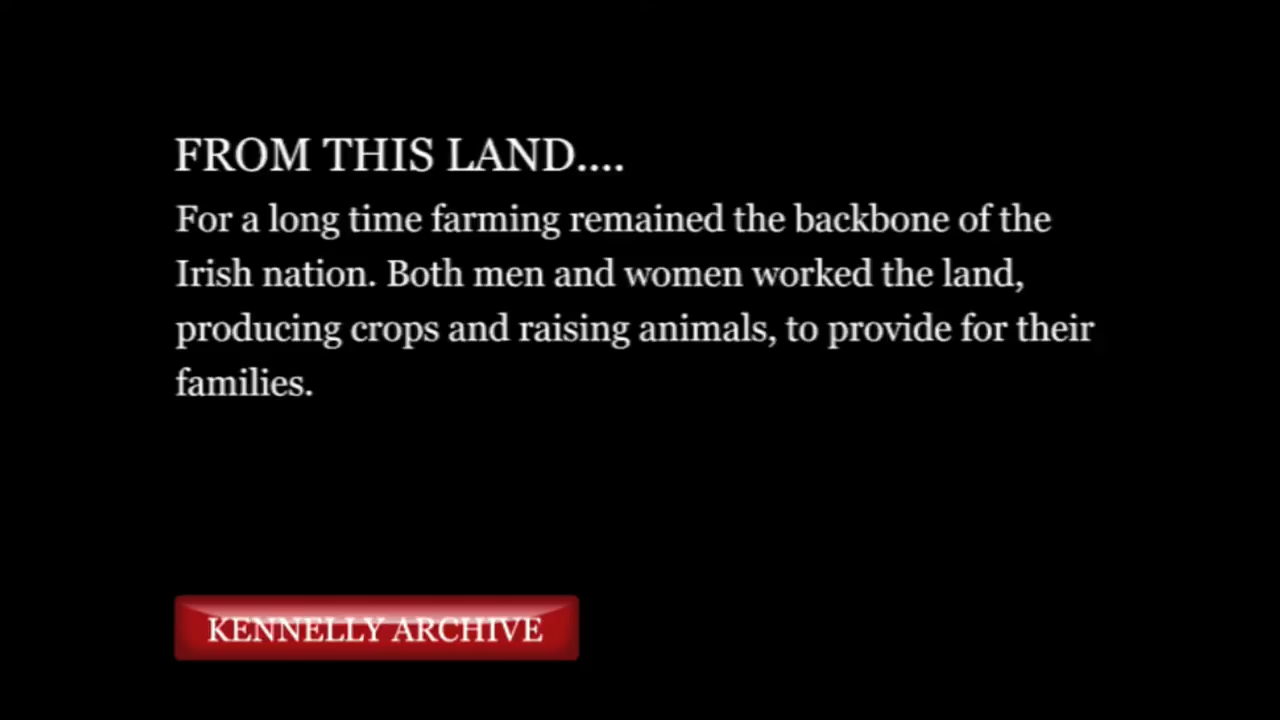 FROM THIS LAND....
For a long time farming remained the backbone of the
Irish nation. Both men and women worked the land,
producing crops and raising animals, to provide for their
families.
KENNELLY ARCHIVE